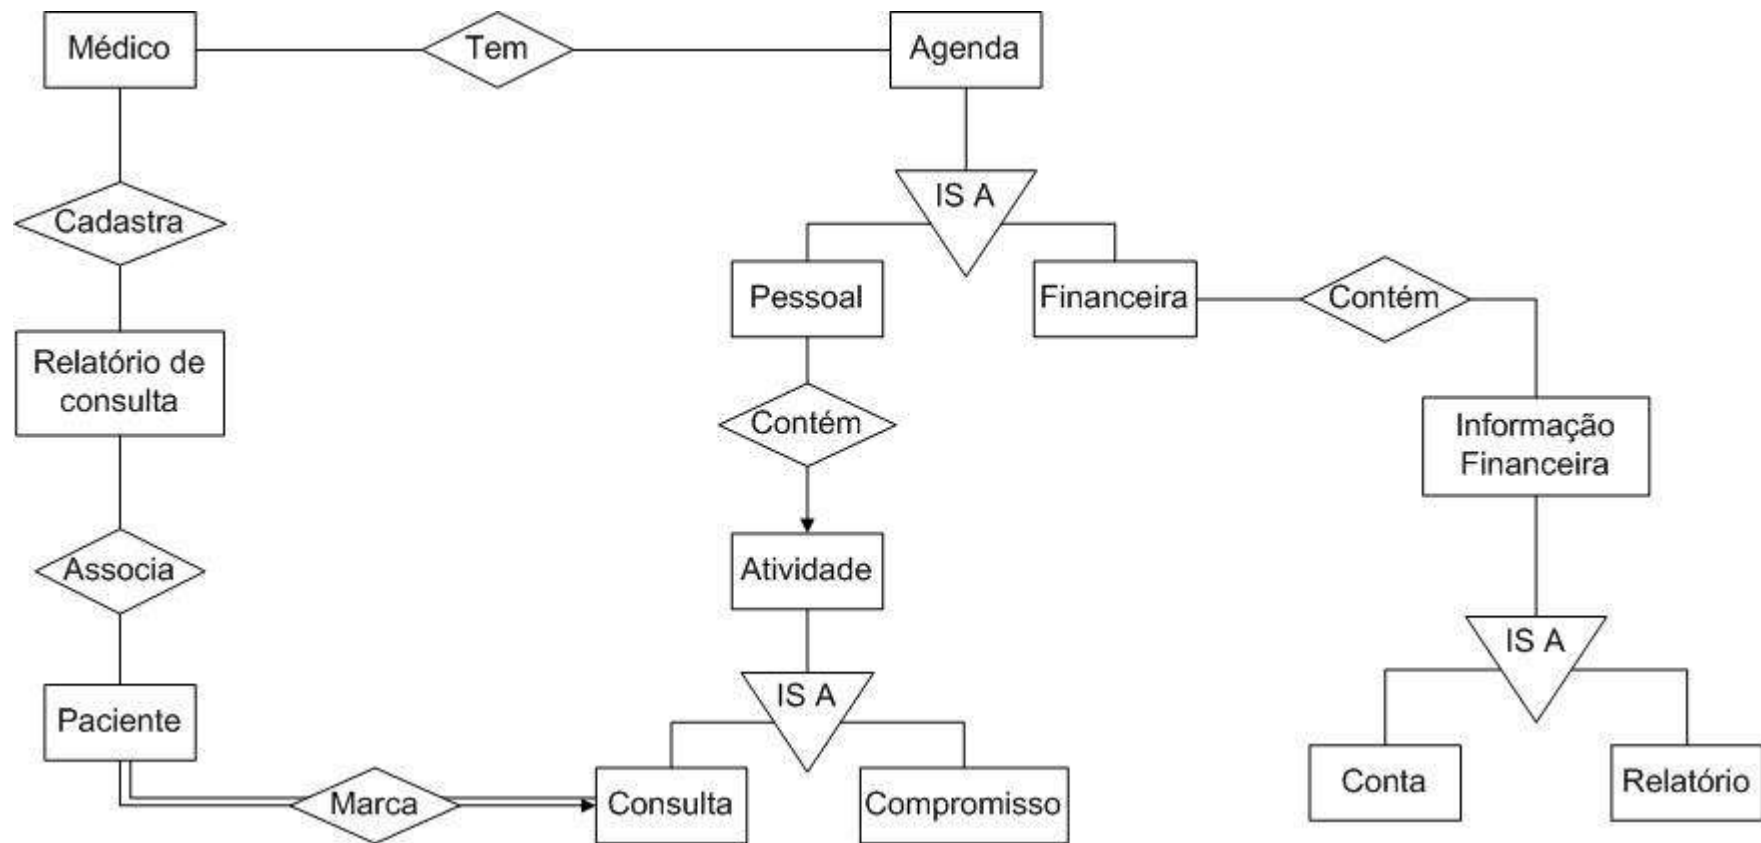 Médico
Tem
Agenda
IS A
Cadastra
Pessoal
Financeira
Contém
Relatório de
consulta
Contém
Informação
Financeira
Associa
Atividade
IS A
IS A
Paciente
Marca
Consulta
Compromisso
Conta
Relatório